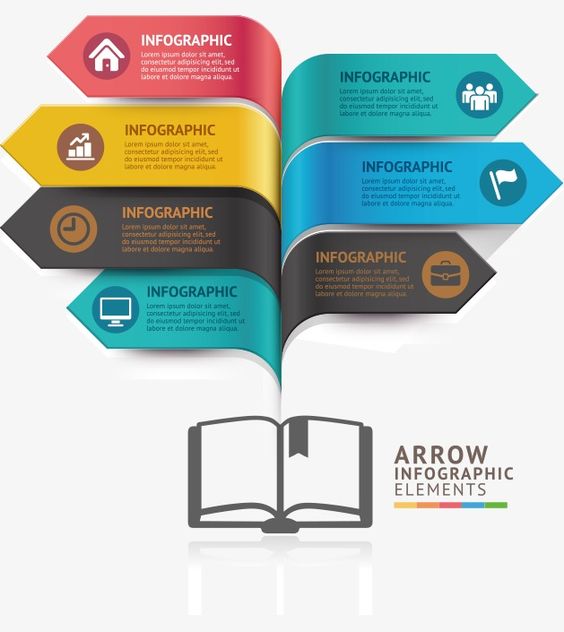 INFOGRAPHIC
Lorem ipsum dolor sit amet,
consectetur adipisicing elit, sed
do eiusmod tempor incididunt ut
labore dolore magna aliqua.
INFOGRAPHIC
Lorem ipsum dolor sit amet,
consectetur adipisicing elit, sed
do eiusmod tempor incididunt ut
labore dolore magna aliqua.
INFOGRAPHIC
Lorem ipsum dolor sit amet,
consectetur adipisicing elit, sed
do eiusmod tempor incididunt ut
labore dolore magna aliqua.
INFOGRAPHIC
Lorem ipsum dolor sit amet,
consectetur adipisicing elit, sed
do eiusmod tempor incididunt ut
labore dolore magna aliqua.
INFOGRAPHIC
Lorem ipsum dolor sit amet,
consectetur adipisicing elit, sed
do eiusmod tempor incididunt ut
labore dolore magna aliqua.
INFOGRAPHIC
Lorem ipsum dolor sit amet,
consectetur adipisicing elit, sed
do eiusmod tempor incididunt ut
labore dolore magna aliqua.
INFOGRAPHIC
Lorem ipsum dolor sit amet,
consectetur adipisicing elit, sed
do eiusmod tempor incididunt ut
labore dolore magna aliqua.
ARROW
INFOGRAPHIC
ELEMENTS